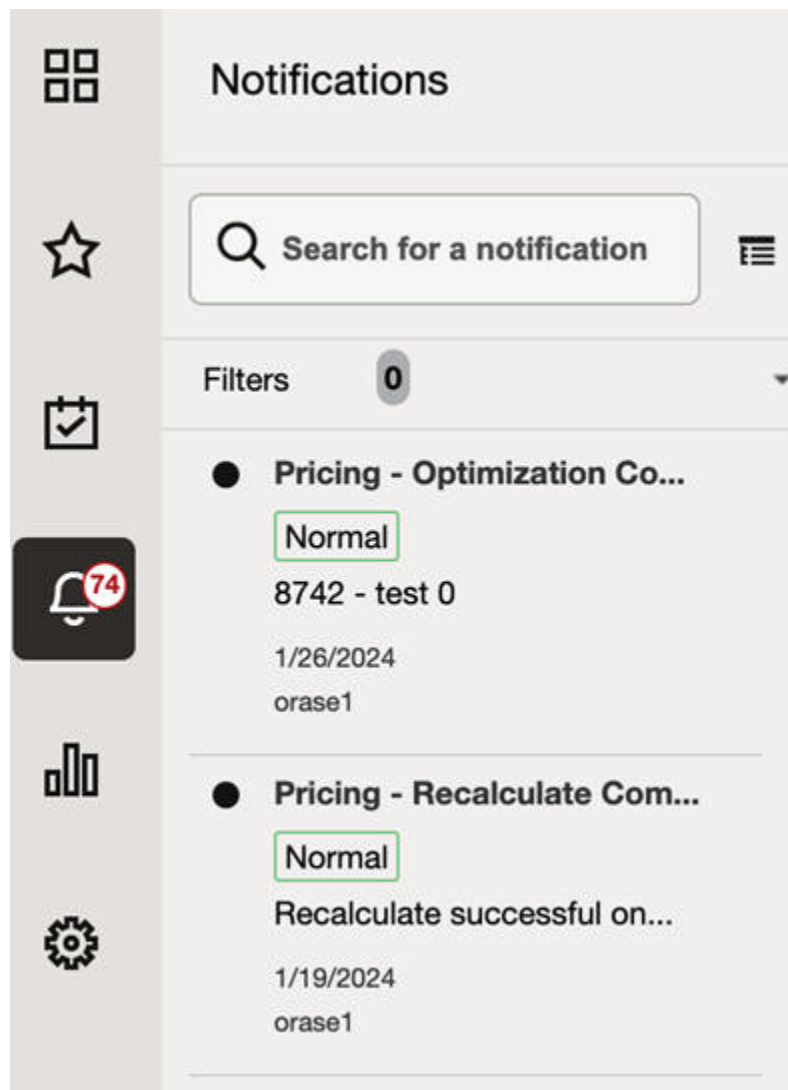 Notifications
Search for a notification
Filters 0
Pricing - Optimization Co...
Normal
8742 - test 0
74
1/26/2024
orase1
Pricing - Recalculate Com...
Normal
Recalculate successful on...
1/19/2024
orase1